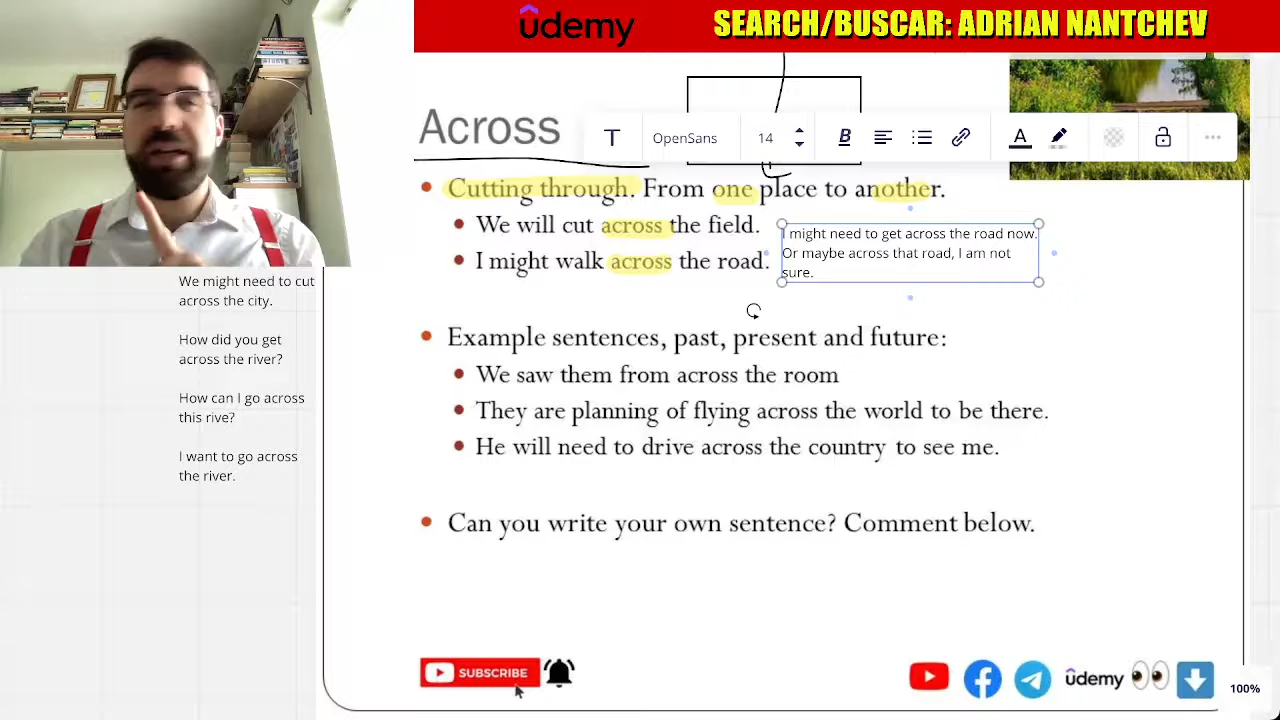 ûdemy
SEARCH/BUSCAR: ADRIAN NANTCHEV
Across
T
OpenSans
14
B
A
Cutting through. From one place to another.
We will cut across the field.
I might walk across the road.
I might need to get across the road now.
Or maybe across that road, I am not
sure.
We might need to cut
across the city.
How did you get
across the river?
How can I go across
this rive?
I want to go across
the river.
Example sentences, past, present and future:
We saw them from across the room
They are planning of flying across the world to be there.
He will need to drive across the country to see me.
Can you write your own sentence? Comment below.
SUBSCRIBE
ûdemy
100%